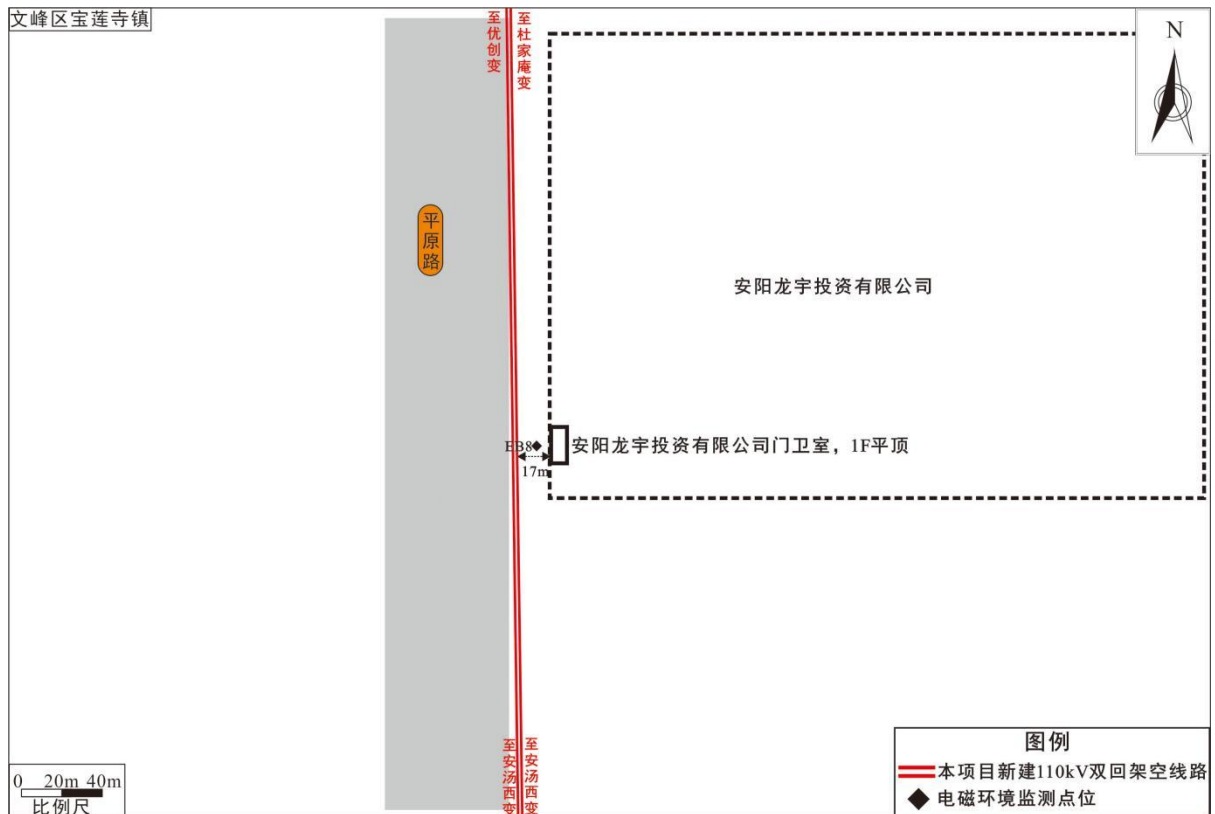 文峰区宝莲寺镇
至优创变
至杜家庵变
N
平原路
安阳龙宇投资有限公司
EB8
安阳龙宇投资有限公司门卫室，1F平顶
17m
至安汤西变
至安汤西变
图例
本项目新建110kV双回架空线路
电磁环境监测点位
0 20m 40m
比例尺